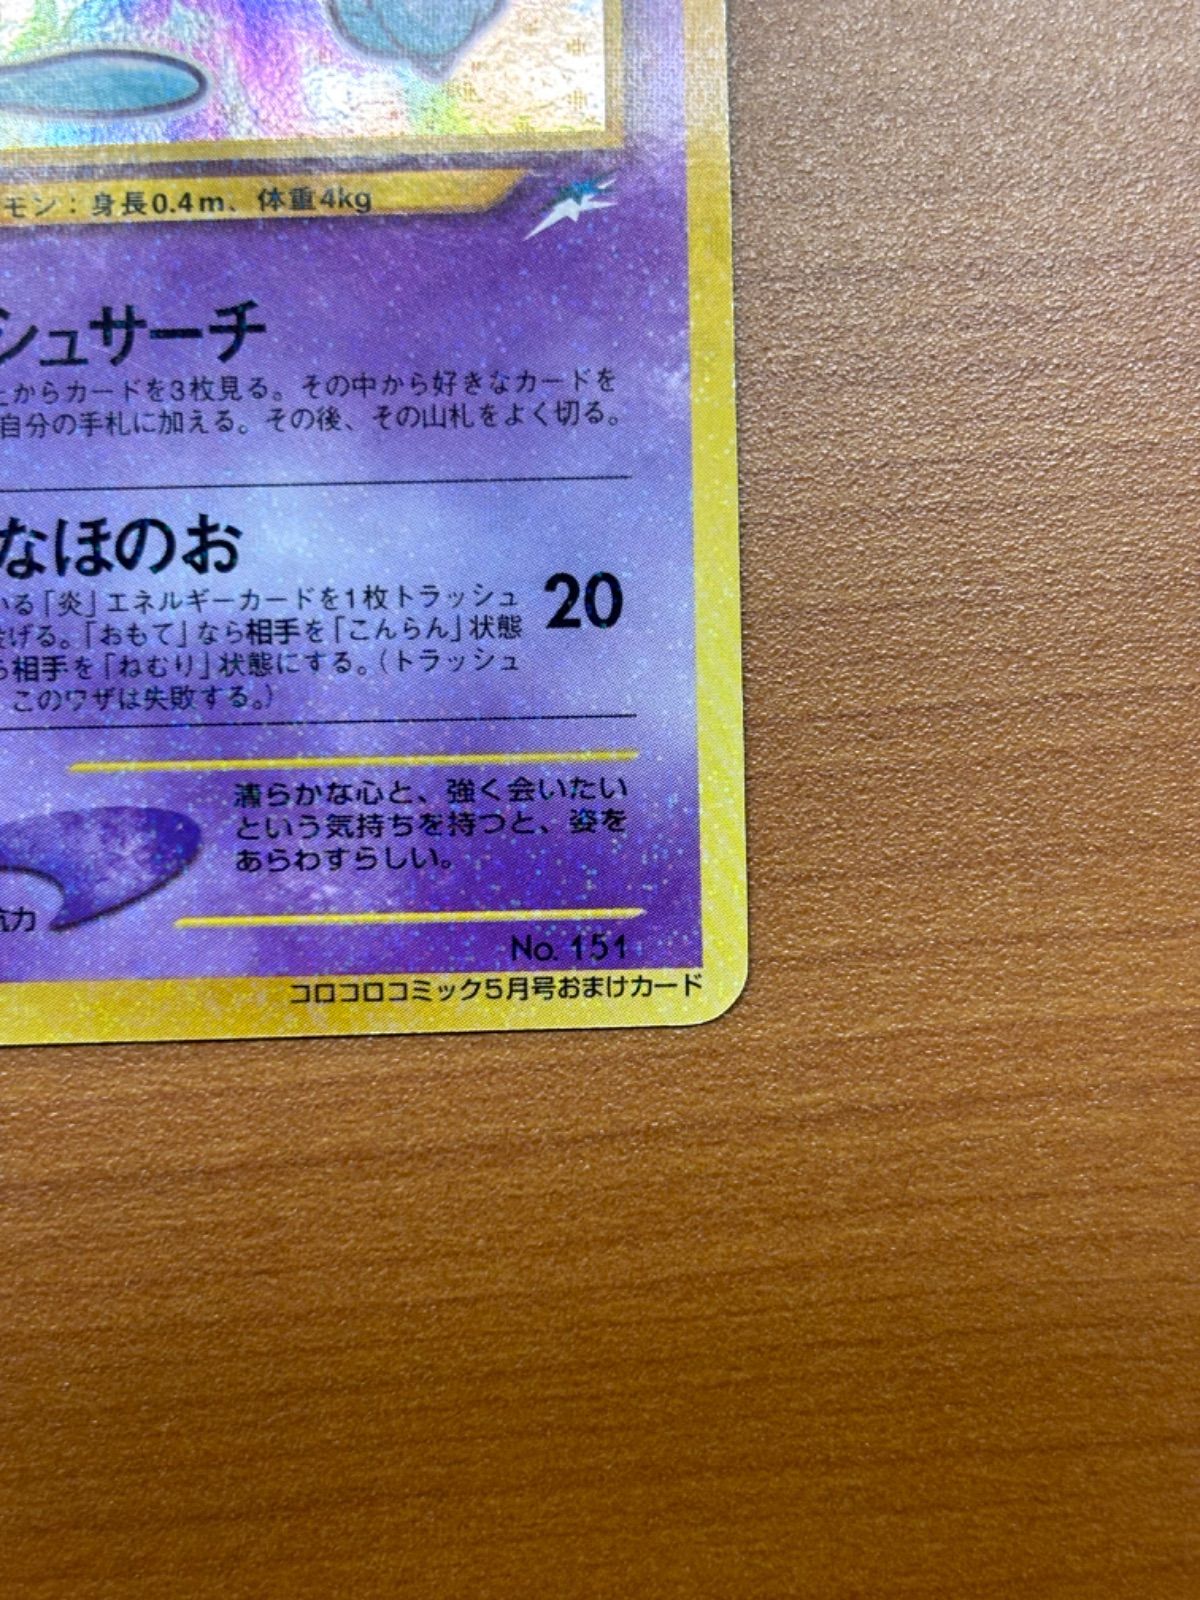 モン：身長0.4m、体重4kg
シュサーチ
上からカードを3枚見る。その中から好きなカードを
自分の手札に加える。その後、その山札をよく切る。
なほのお
いる「炎」エネルギーカードを1枚トラッシュ
投げる。「おもて」なら相手を「こんらん」状態
ら相手を「ねむり」状態にする。（トラッシュ
、このワザは失敗する。）
20
清らかな心と、強く会いたい
という気持ちを持つと、姿を
あらわすらしい。
抗力
No. 151
コロコロコミック5月号おまけカード